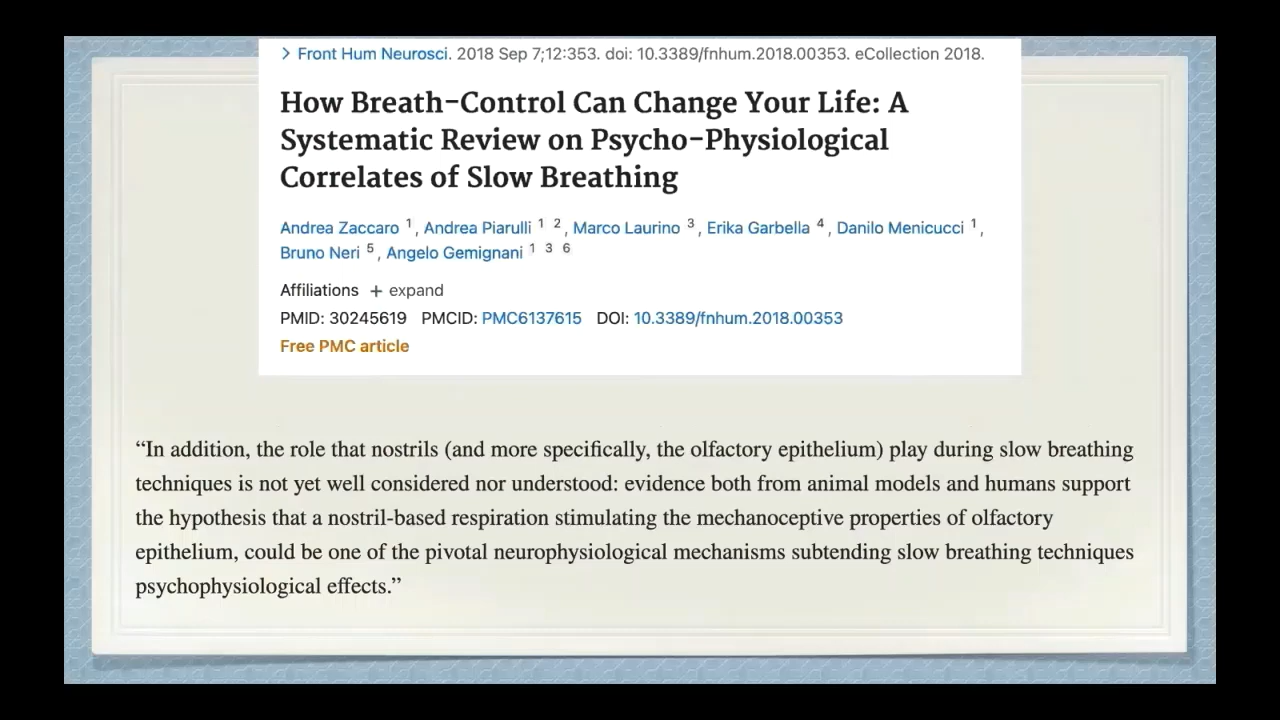 > Front Hum Neurosci. 2018 Sep 7;12:353. doi: 10.3389/fnhum.2018.00353. eCollection 2018.
How Breath-Control Can Change Your Life: A
Systematic Review on Psycho-Physiological
Correlates of Slow Breathing
Andrea Zaccaro 1, Andrea Piarulli 1 2, Marco Laurino 3, Erika Garbella 4, Danilo Menicucci 1,
Bruno Neri 5, Angelo Gemignani 1 3 6
Affiliations + expand
PMID: 30245619 PMCID: PMC6137615 DOI: 10.3389/fnhum.2018.00353
Free PMC article
“In addition, the role that nostrils (and more specifically, the olfactory epithelium) play during slow breathing
techniques is not yet well considered nor understood: evidence both from animal models and humans support
the hypothesis that a nostril-based respiration stimulating the mechanoceptive properties of olfactory
epithelium, could be one of the pivotal neurophysiological mechanisms subtending slow breathing techniques
psychophysiological effects.”